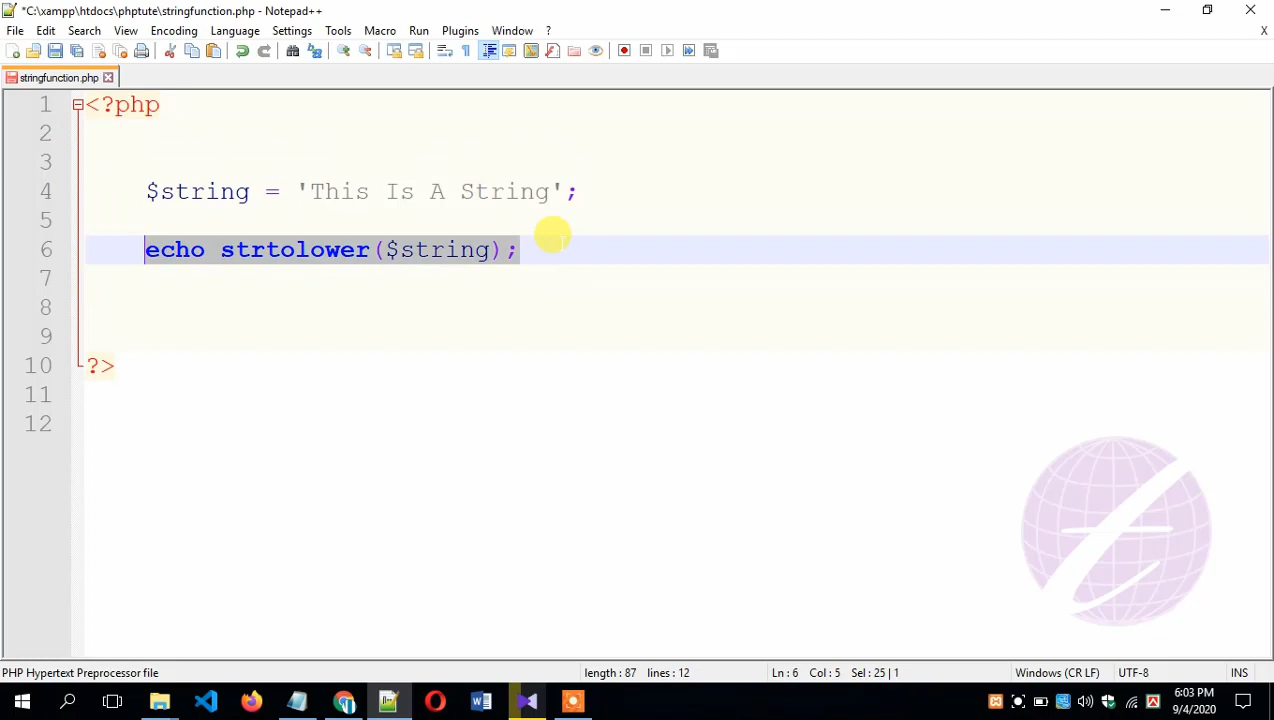 *C:\xampp\htdocs\phptute\stringfunction.php - Notepad++
File Edit Search View Encoding Language Settings Tools Macro Run Plugins Window ? X
stringfunction.php
1 <?php
2
3
4 $string = 'This Is A String';
5
6 echo strtolower($string);
7
8
9
10 ?>
11
12
PHP Hypertext Preprocessor file length : 87 lines : 12 Ln : 6 Col : 5 Sel : 25 | 1 Windows (CR LF) UTF-8 INS
6:03 PM
9/4/2020